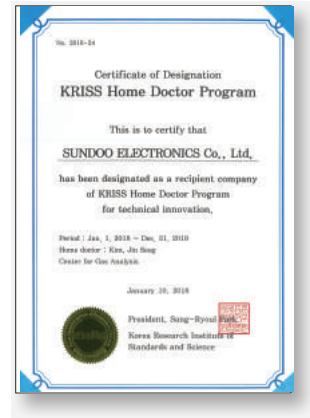 No. 2018-24
Certificate of Designation
KRISS Home Doctor Program
This is to certify that
SUNDOO ELECTRONICS Co., Ltd,
has been designated as a recipient company
of KRISS Home Doctor Program
for technical innovation,
Period : Jan, 1, 2018 ~ Dec, 31, 2018
Home doctor : Kim, Jin Seog
Center for Gas Analysis
January 10, 2018
President, Sang-Ryoul Park
Korea Research Institute of
Standards and Science